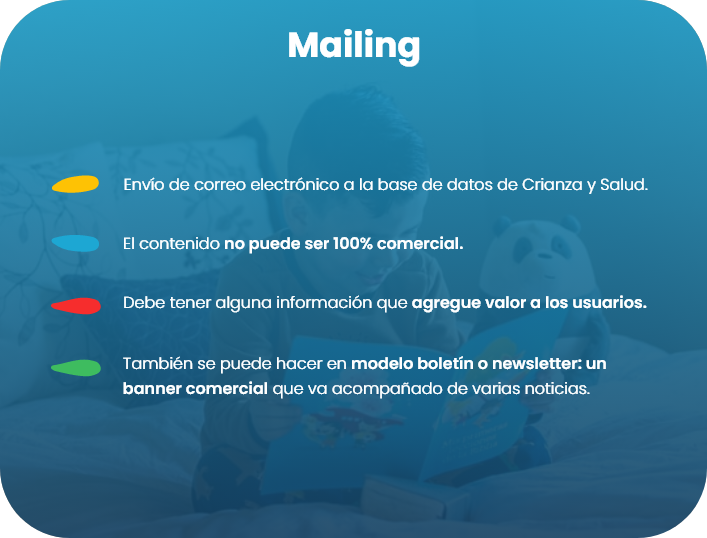 Mailing
Envío de correo electrónico a la base de datos de Crianza y Salud.
El contenido no puede ser 100% comercial.
Debe tener alguna información que agregue valor a los usuarios.
También se puede hacer en modelo boletín o newsletter: un
banner comercial que va acompañado de varias noticias.